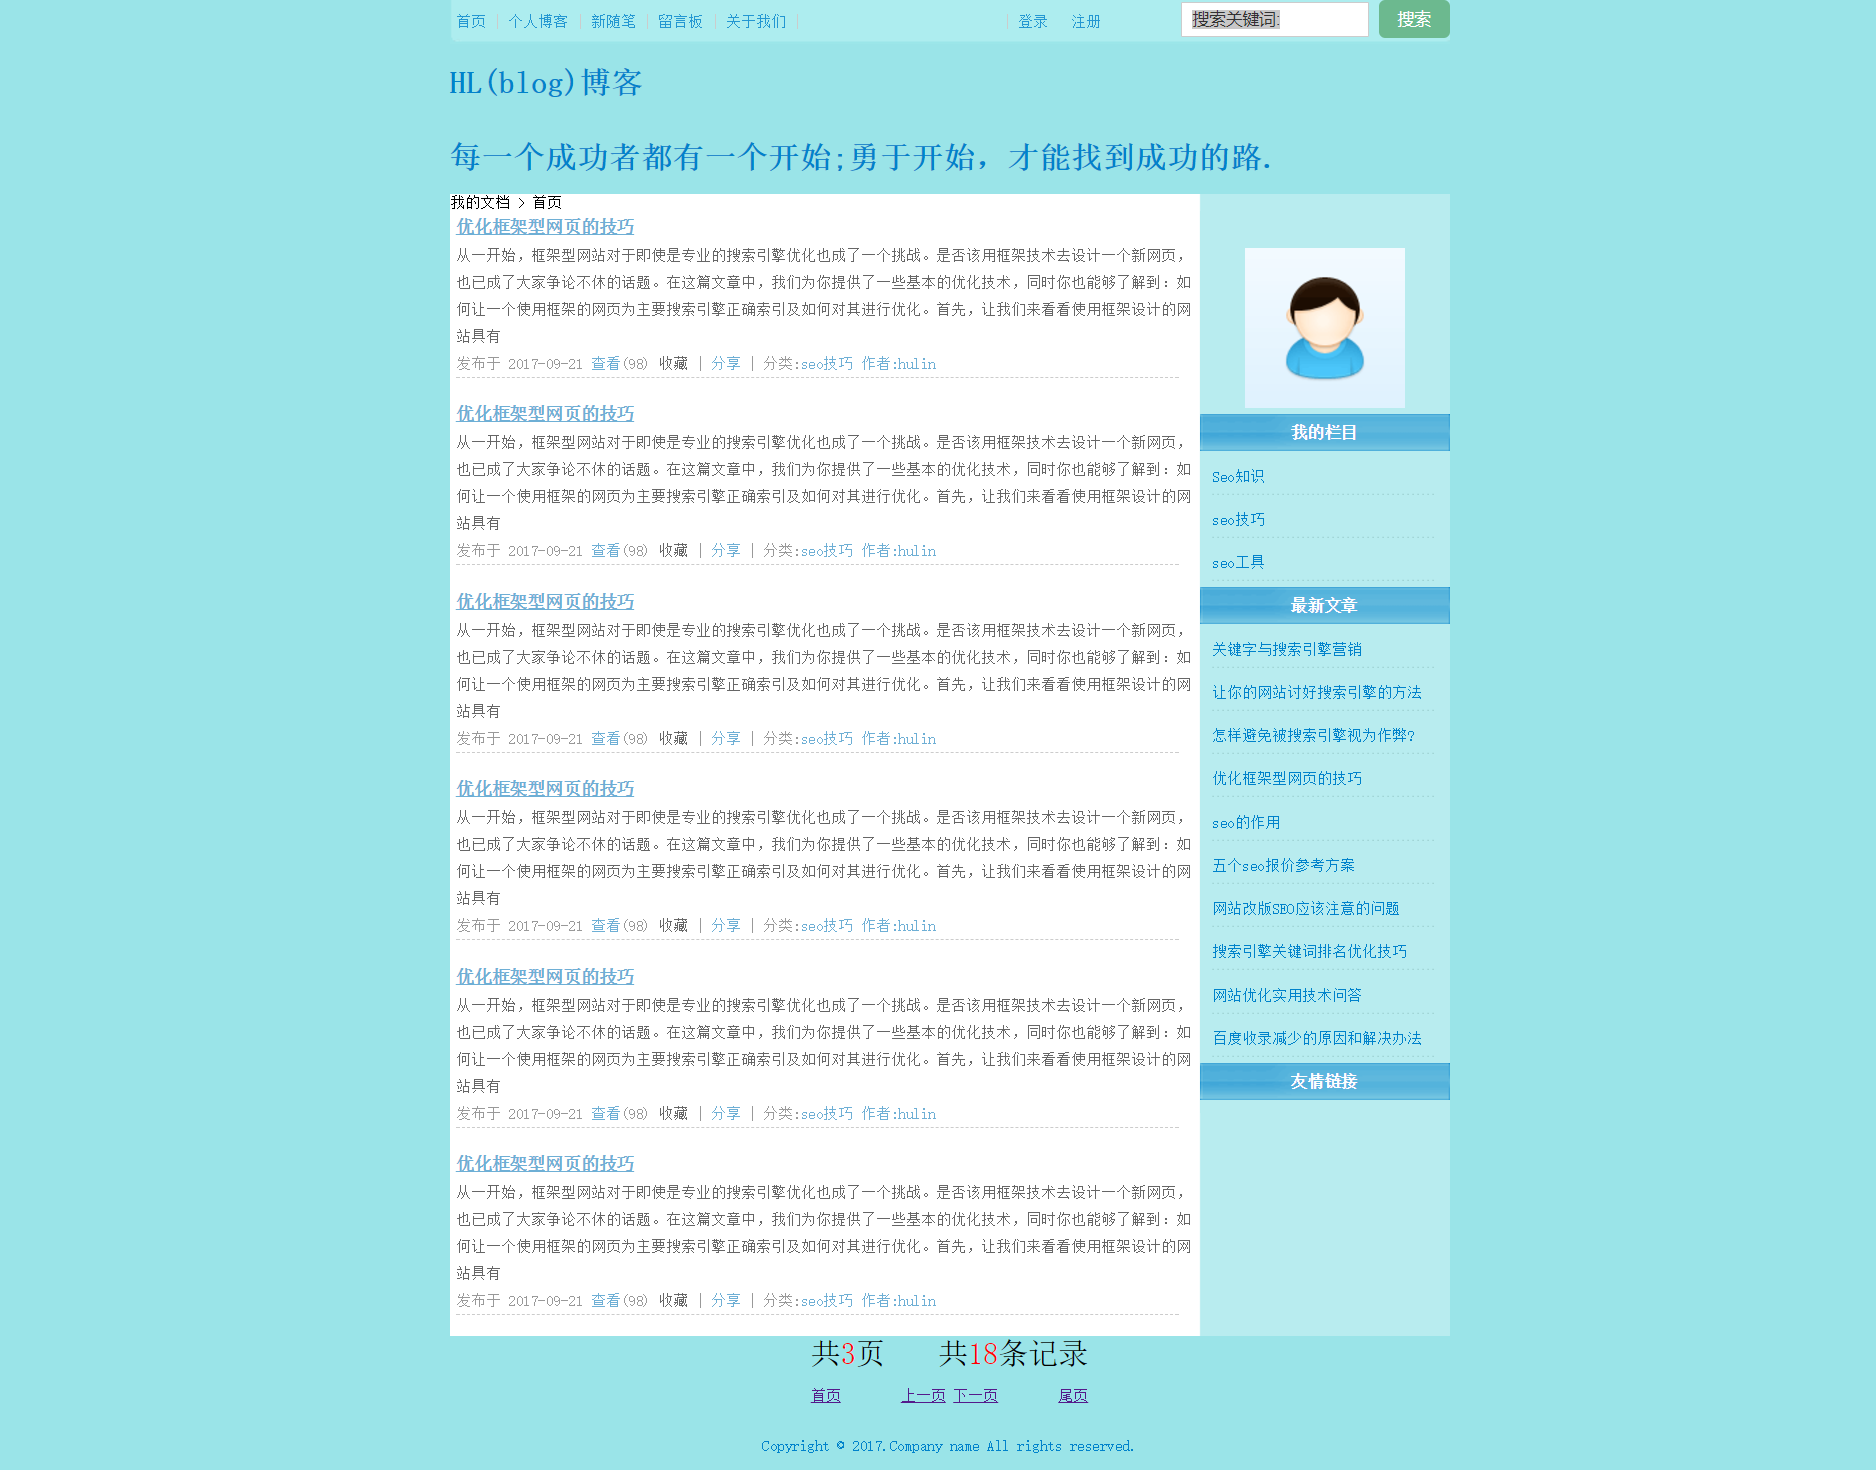 首页 个人博客 新随笔 留言板 关于我们 登录 注册 搜索关键词: 搜索
HL(blog)博客
每一个成功者都有一个开始;勇于开始，才能找到成功的路.
我的文档 > 首页
优化框架型网页的技巧
从一开始，框架型网站对于即使是专业的搜索引擎优化也成了一个挑战。是否该用框架技术去设计一个新网页，
也已成了大家争论不休的话题。在这篇文章中，我们为你提供了一些基本的优化技术，同时你也能够了解到：如
何让一个使用框架的网页为主要搜索引擎正确索引及如何对其进行优化。首先，让我们来看看使用框架设计的网
站具有
发布于 2017-09-21 查看(98) 收藏 | 分享 | 分类:seo技巧 作者:hulin
优化框架型网页的技巧
从一开始，框架型网站对于即使是专业的搜索引擎优化也成了一个挑战。是否该用框架技术去设计一个新网页，
也已成了大家争论不休的话题。在这篇文章中，我们为你提供了一些基本的优化技术，同时你也能够了解到：如
何让一个使用框架的网页为主要搜索引擎正确索引及如何对其进行优化。首先，让我们来看看使用框架设计的网
站具有
发布于 2017-09-21 查看(98) 收藏 | 分享 | 分类:seo技巧 作者:hulin
优化框架型网页的技巧
从一开始，框架型网站对于即使是专业的搜索引擎优化也成了一个挑战。是否该用框架技术去设计一个新网页，
也已成了大家争论不休的话题。在这篇文章中，我们为你提供了一些基本的优化技术，同时你也能够了解到：如
何让一个使用框架的网页为主要搜索引擎正确索引及如何对其进行优化。首先，让我们来看看使用框架设计的网
站具有
发布于 2017-09-21 查看(98) 收藏 | 分享 | 分类:seo技巧 作者:hulin
优化框架型网页的技巧
从一开始，框架型网站对于即使是专业的搜索引擎优化也成了一个挑战。是否该用框架技术去设计一个新网页，
也已成了大家争论不休的话题。在这篇文章中，我们为你提供了一些基本的优化技术，同时你也能够了解到：如
何让一个使用框架的网页为主要搜索引擎正确索引及如何对其进行优化。首先，让我们来看看使用框架设计的网
站具有
发布于 2017-09-21 查看(98) 收藏 | 分享 | 分类:seo技巧 作者:hulin
优化框架型网页的技巧
从一开始，框架型网站对于即使是专业的搜索引擎优化也成了一个挑战。是否该用框架技术去设计一个新网页，
也已成了大家争论不休的话题。在这篇文章中，我们为你提供了一些基本的优化技术，同时你也能够了解到：如
何让一个使用框架的网页为主要搜索引擎正确索引及如何对其进行优化。首先，让我们来看看使用框架设计的网
站具有
发布于 2017-09-21 查看(98) 收藏 | 分享 | 分类:seo技巧 作者:hulin
优化框架型网页的技巧
从一开始，框架型网站对于即使是专业的搜索引擎优化也成了一个挑战。是否该用框架技术去设计一个新网页，
也已成了大家争论不休的话题。在这篇文章中，我们为你提供了一些基本的优化技术，同时你也能够了解到：如
何让一个使用框架的网页为主要搜索引擎正确索引及如何对其进行优化。首先，让我们来看看使用框架设计的网
站具有
发布于 2017-09-21 查看(98) 收藏 | 分享 | 分类:seo技巧 作者:hulin
我的栏目
Seo知识
seo技巧
seo工具
最新文章
关键字与搜索引擎营销
让你的网站讨好搜索引擎的方法
怎样避免被搜索引擎视为作弊?
优化框架型网页的技巧
seo的作用
五个seo报价参考方案
网站改版SEO应该注意的问题
搜索引擎关键词排名优化技巧
网站优化实用技术问答
百度收录减少的原因和解决办法
友情链接
共3页 共18条记录
首页 上一页 下一页 尾页
Copyright © 2017.Company name All rights reserved.